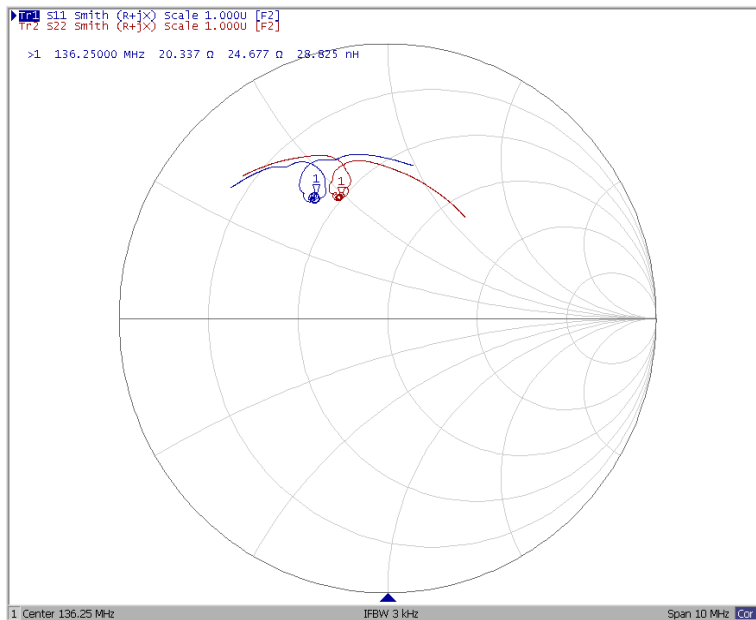 Tr1 S11 Smith (R+jX) Scale 1.000U [F2]
Tr2 S22 Smith (R+jX) Scale 1.000U [F2]
>1 136.25000 MHz 20.337 Ω 24.677 Ω 28.825 nH
1 1
1 Center 136.25 MHz IFBW 3 kHz Span 10 MHz Cor